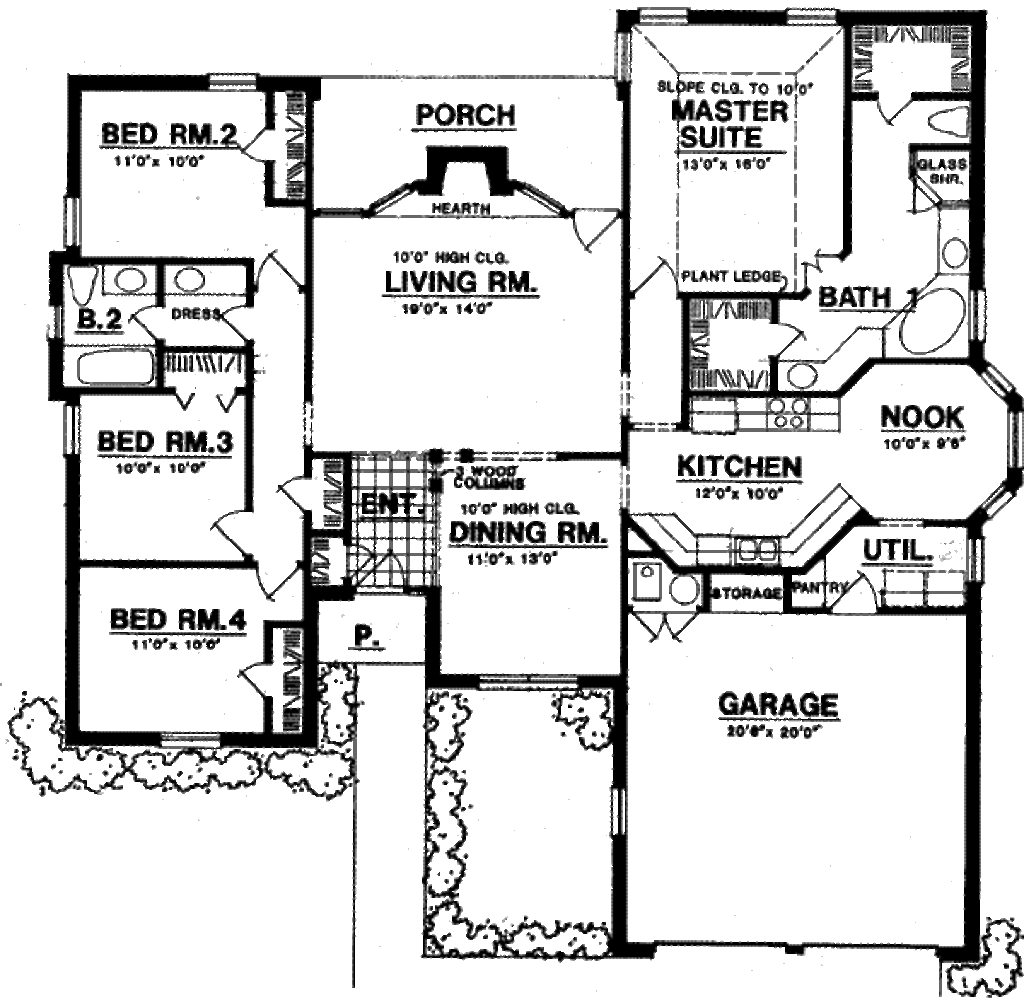 SLOPE CLG. TO 10'0"
MASTER
SUITE
13'0"x 16'0"
PORCH
BED RM.2
11'0"x 10'0"
GLASS
SHR.
HEARTH
10'0" HIGH CLG.
LIVING RM.
19'0"x 14'0"
PLANT LEDGE
BATH 1
B.2
DRESS
NOOK
10'0"x 9'6"
BED RM.3
10'0"x 10'0"
KITCHEN
12'0"x 10'0"
3 WOOD
COLUMNS
ENT.
10'0" HIGH CLG.
DINING RM.
11'0"x 13'0"
UTIL.
STORAGE
PANTRY
BED RM.4
11'0"x 10'0"
P.
GARAGE
20'6"x 20'0"